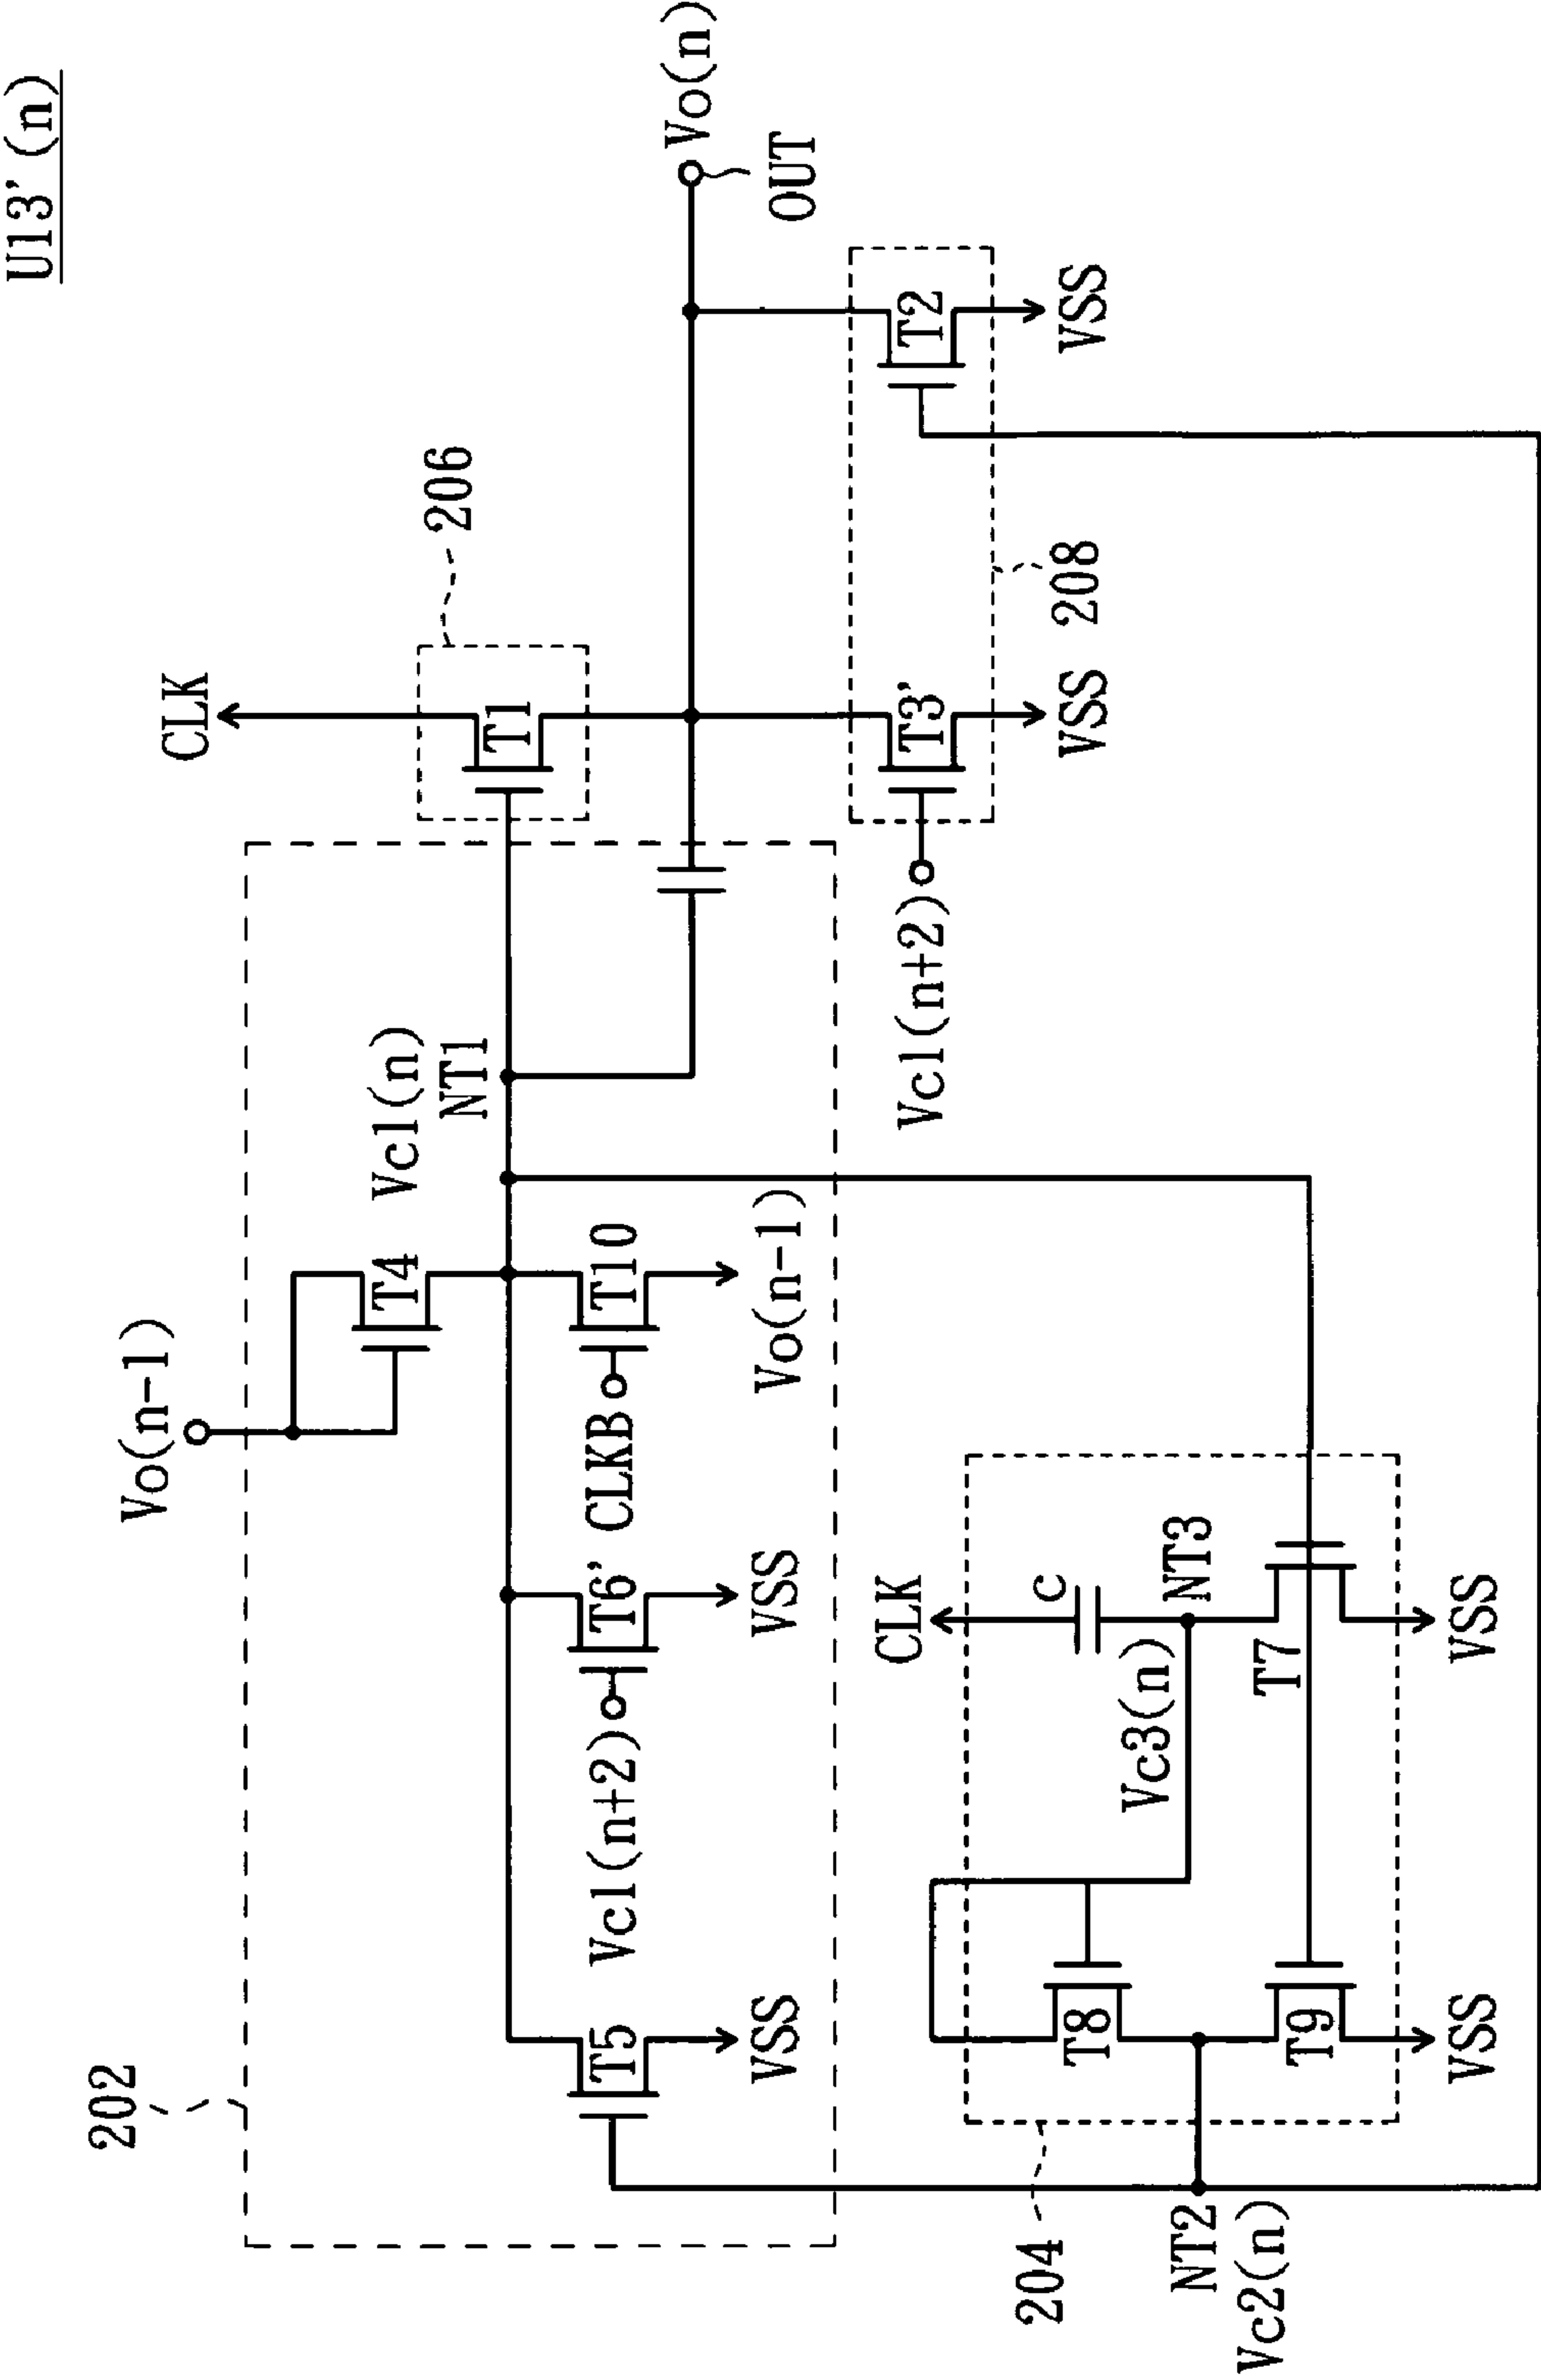 U13'(n)
CLK
206
T1
Vo(n)
OUT
Vo(n-1)
202
T4
Vc1(n)
NT1
T5
VSS
T6'
Vc1(n+2)
VSS
T10
CLKB
Vo(n-1)
T3'
Vc1(n+2)
VSS
T2
VSS
208
CLK
c
NT3
Vc3(n)
T7
VSS
T8
T9
VSS
204
NT2
Vc2(n)